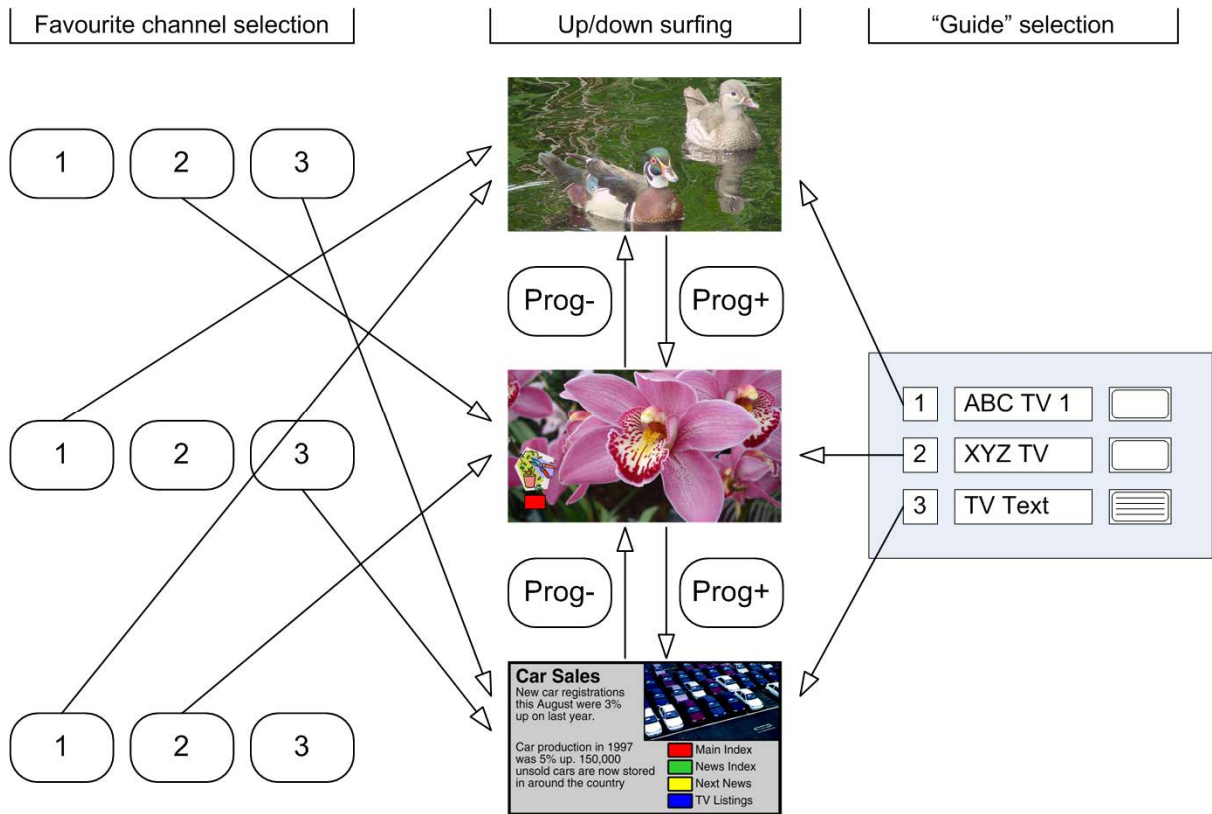 Favourite channel selection
Up/down surfing
“Guide” selection
1 2 3
Prog- Prog+
1 ABC TV 1
2 XYZ TV
3 TV Text
1 2 3
Prog- Prog+
Car Sales
New car registrations
this August were 3%
up on last year.
Car production in 1997
was 5% up. 150,000
unsold cars are now stored
in around the country
Main Index
News Index
Next News
TV Listings
1 2 3